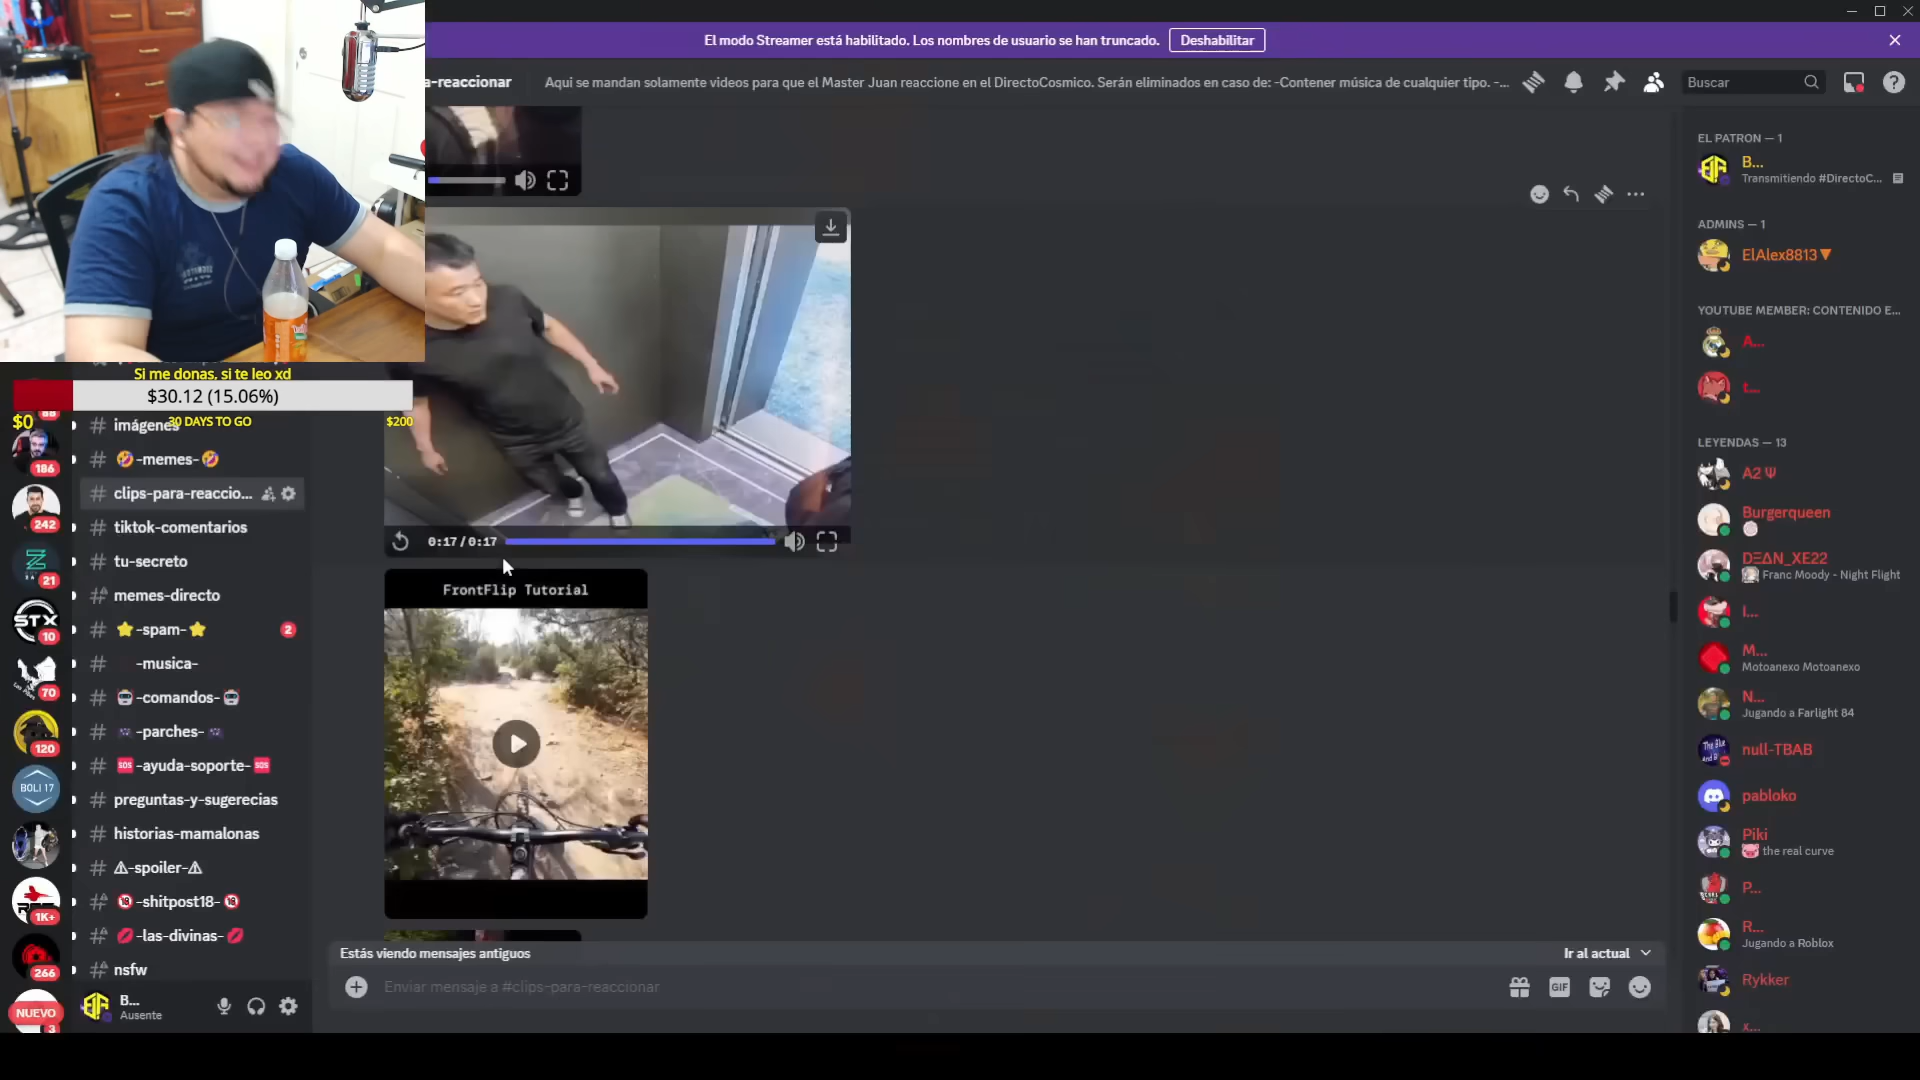 El modo Streamer está habilitado. Los nombres de usuario se han truncado.
Deshabilitar
a-reaccionar
Aqui se mandan solamente videos para que el Master Juan reaccione en el DirectoCosmico. Serán eliminados en caso de: -Contener música de cualquier tipo. -...
Buscar
Si me donas, si te leo xd
$30.12 (15.06%)
$0
30 DAYS TO GO
$200
imágenes
-memes-
clips-para-reaccio...
tiktok-comentarios
tu-secreto
memes-directo
-spam-
2
-musica-
-comandos-
-parches-
SOS -ayuda-soporte- SOS
preguntas-y-sugerecias
historias-mamalonas
-spoiler-
-shitpost18-
-las-divinas-
nsfw
186
242
21
STX
10
70
120
BOLI 17
1K+
266
NUEVO
3
B...
Ausente
0:17/0:17
FrontFlip Tutorial
Estás viendo mensajes antiguos
Ir al actual
Enviar mensaje a #clips-para-reaccionar
GIF
EL PATRON — 1
B...
Transmitiendo #DirectoC...
ADMINS — 1
ElAlex8813▼
YOUTUBE MEMBER: CONTENIDO E...
A...
t...
LEYENDAS — 13
A2 Ψ
Burgerqueen
DΞΔN_XE22
Franc Moody - Night Flight
I...
M...
Motoanexo Motoanexo
N...
Jugando a Farlight 84
null-TBAB
pabloko
Piki
the real curve
P...
R...
Jugando a Roblox
Rykker
x...